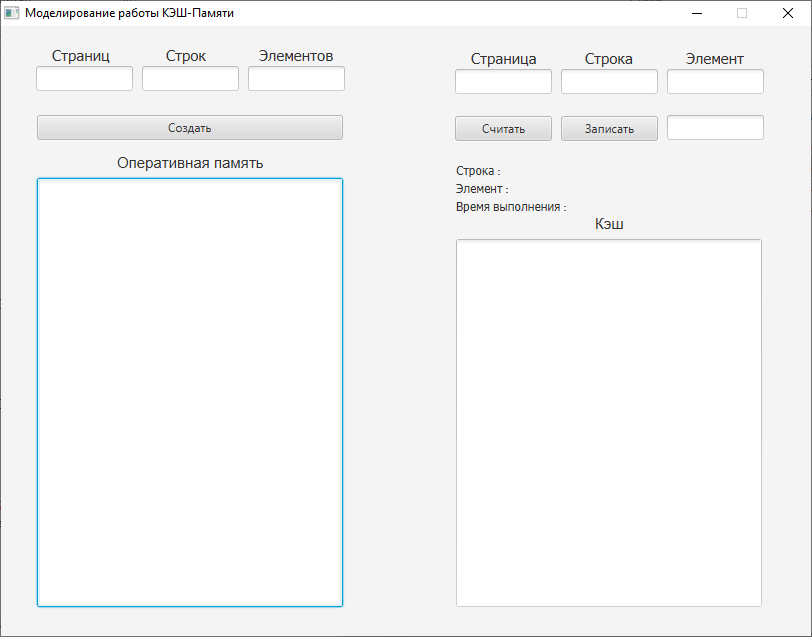 Моделирование работы КЭШ-Памяти
Страниц Строк Элементов
Создать
Оперативная память
Страница Строка Элемент
Считать Записать
Строка :
Элемент :
Время выполнения :
Кэш